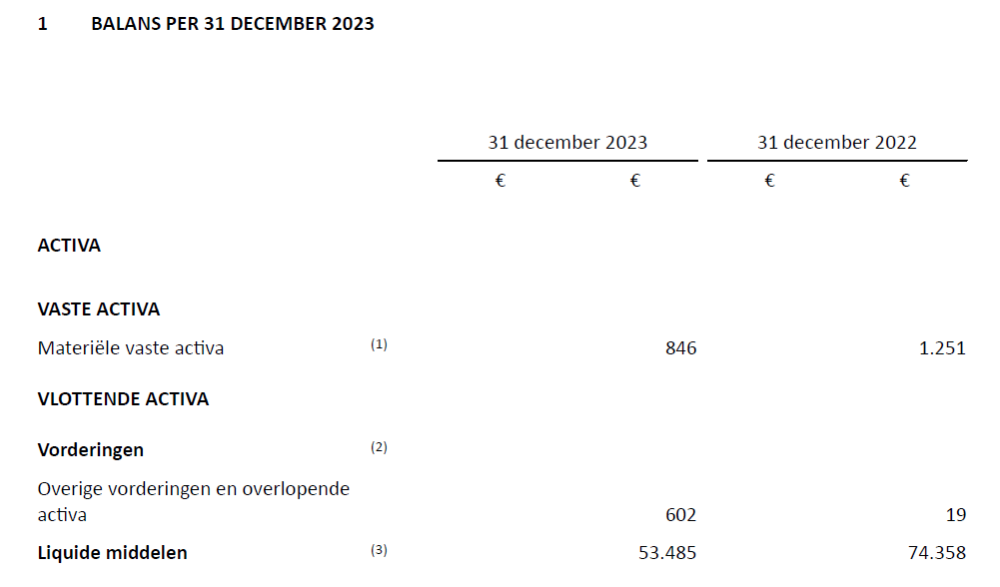 1 BALANS PER 31 DECEMBER 2023
31 december 2023 31 december 2022
€ € € €
ACTIVA
VASTE ACTIVA
Materiële vaste activa (1) 846 1.251
VLOTTENDE ACTIVA
Vorderingen (2)
Overige vorderingen en overlopende
activa 602 19
Liquide middelen (3) 53.485 74.358